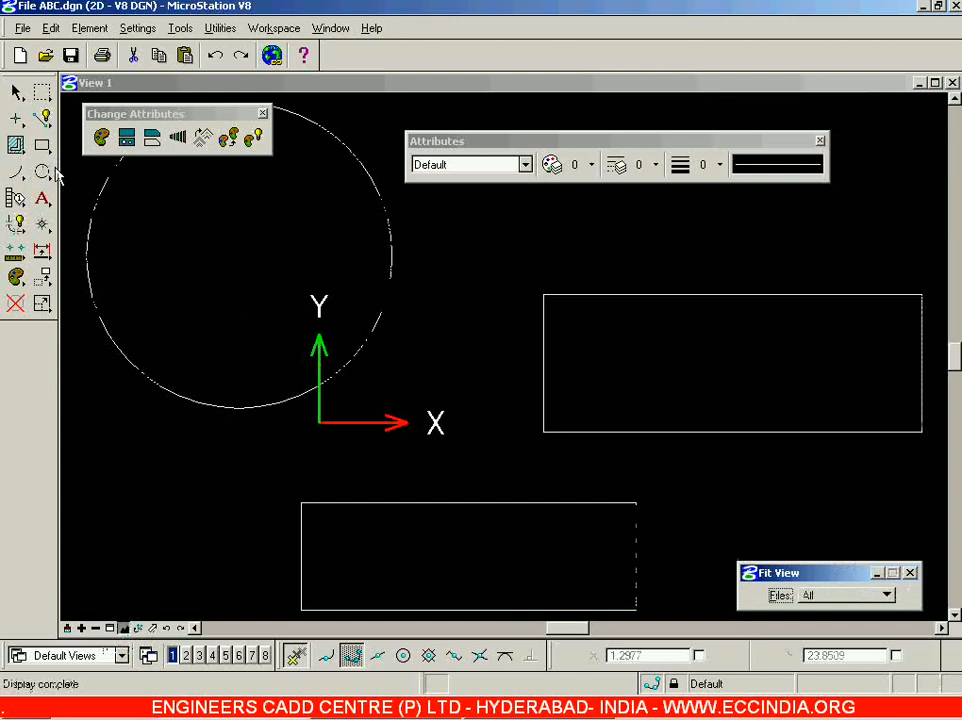 File ABC.dgn (2D - V8 DGN) - MicroStation V8
File Edit Element Settings Tools Utilities Workspace Window Help
View 1
Change Attributes
Attributes
Default 0 0 0
Y
X
Fit View
Files: All
Default Views 1 2 3 4 5 6 7 8 X 1.2977 Y 23.8509
Display complete Default
ENGINEERS CADD CENTRE (P) LTD - HYDERABAD- INDIA - WWW.ECCINDIA.ORG